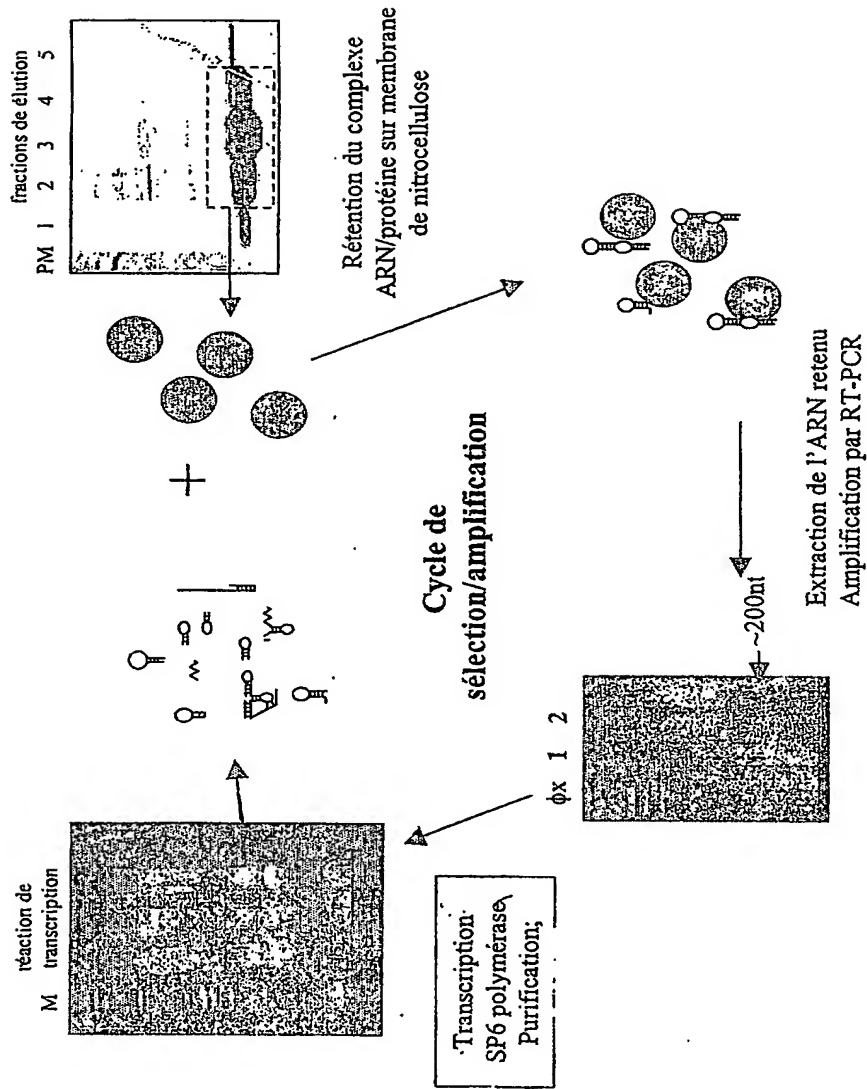 réaction de
M transcription
fractions de élution
PM 1 2 3 4 5
Rétention du complexe
ARN/protéine sur membrane
de nitrocellulose
+
Cycle de
sélection/amplification
Transcription
SP6 polymérase,
Purification;
ϕx 1 2
~200nt
Extraction de l'ARN retenu
Amplification par RT-PCR